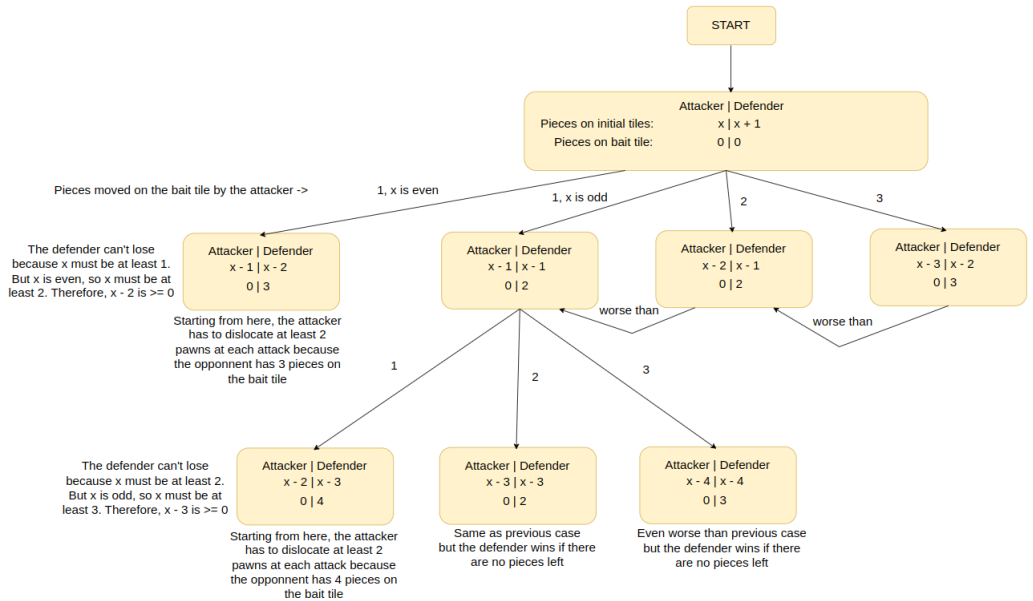 START
Attacker | Defender
Pieces on initial tiles: x | x + 1
Pieces on bait tile: 0 | 0
Pieces moved on the bait tile by the attacker ->
1, x is even
1, x is odd
2
3
The defender can't lose
because x must be at least 1.
But x is even, so x must be at
least 2. Therefore, x - 2 is >= 0
Attacker | Defender
x - 1 | x - 2
0 | 3
Attacker | Defender
x - 1 | x - 1
0 | 2
Attacker | Defender
x - 2 | x - 1
0 | 2
Attacker | Defender
x - 3 | x - 2
0 | 3
worse than
worse than
Starting from here, the attacker
has to dislocate at least 2
pawns at each attack because
the opponnent has 3 pieces on
the bait tile
1
2
3
The defender can't lose
because x must be at least 2.
But x is odd, so x must be at
least 3. Therefore, x - 3 is >= 0
Attacker | Defender
x - 2 | x - 3
0 | 4
Attacker | Defender
x - 3 | x - 3
0 | 2
Attacker | Defender
x - 4 | x - 4
0 | 3
Starting from here, the attacker
has to dislocate at least 2
pawns at each attack because
the opponnent has 4 pieces on
the bait tile
Same as previous case
but the defender wins if there
are no pieces left
Even worse than previous case
but the defender wins if there
are no pieces left